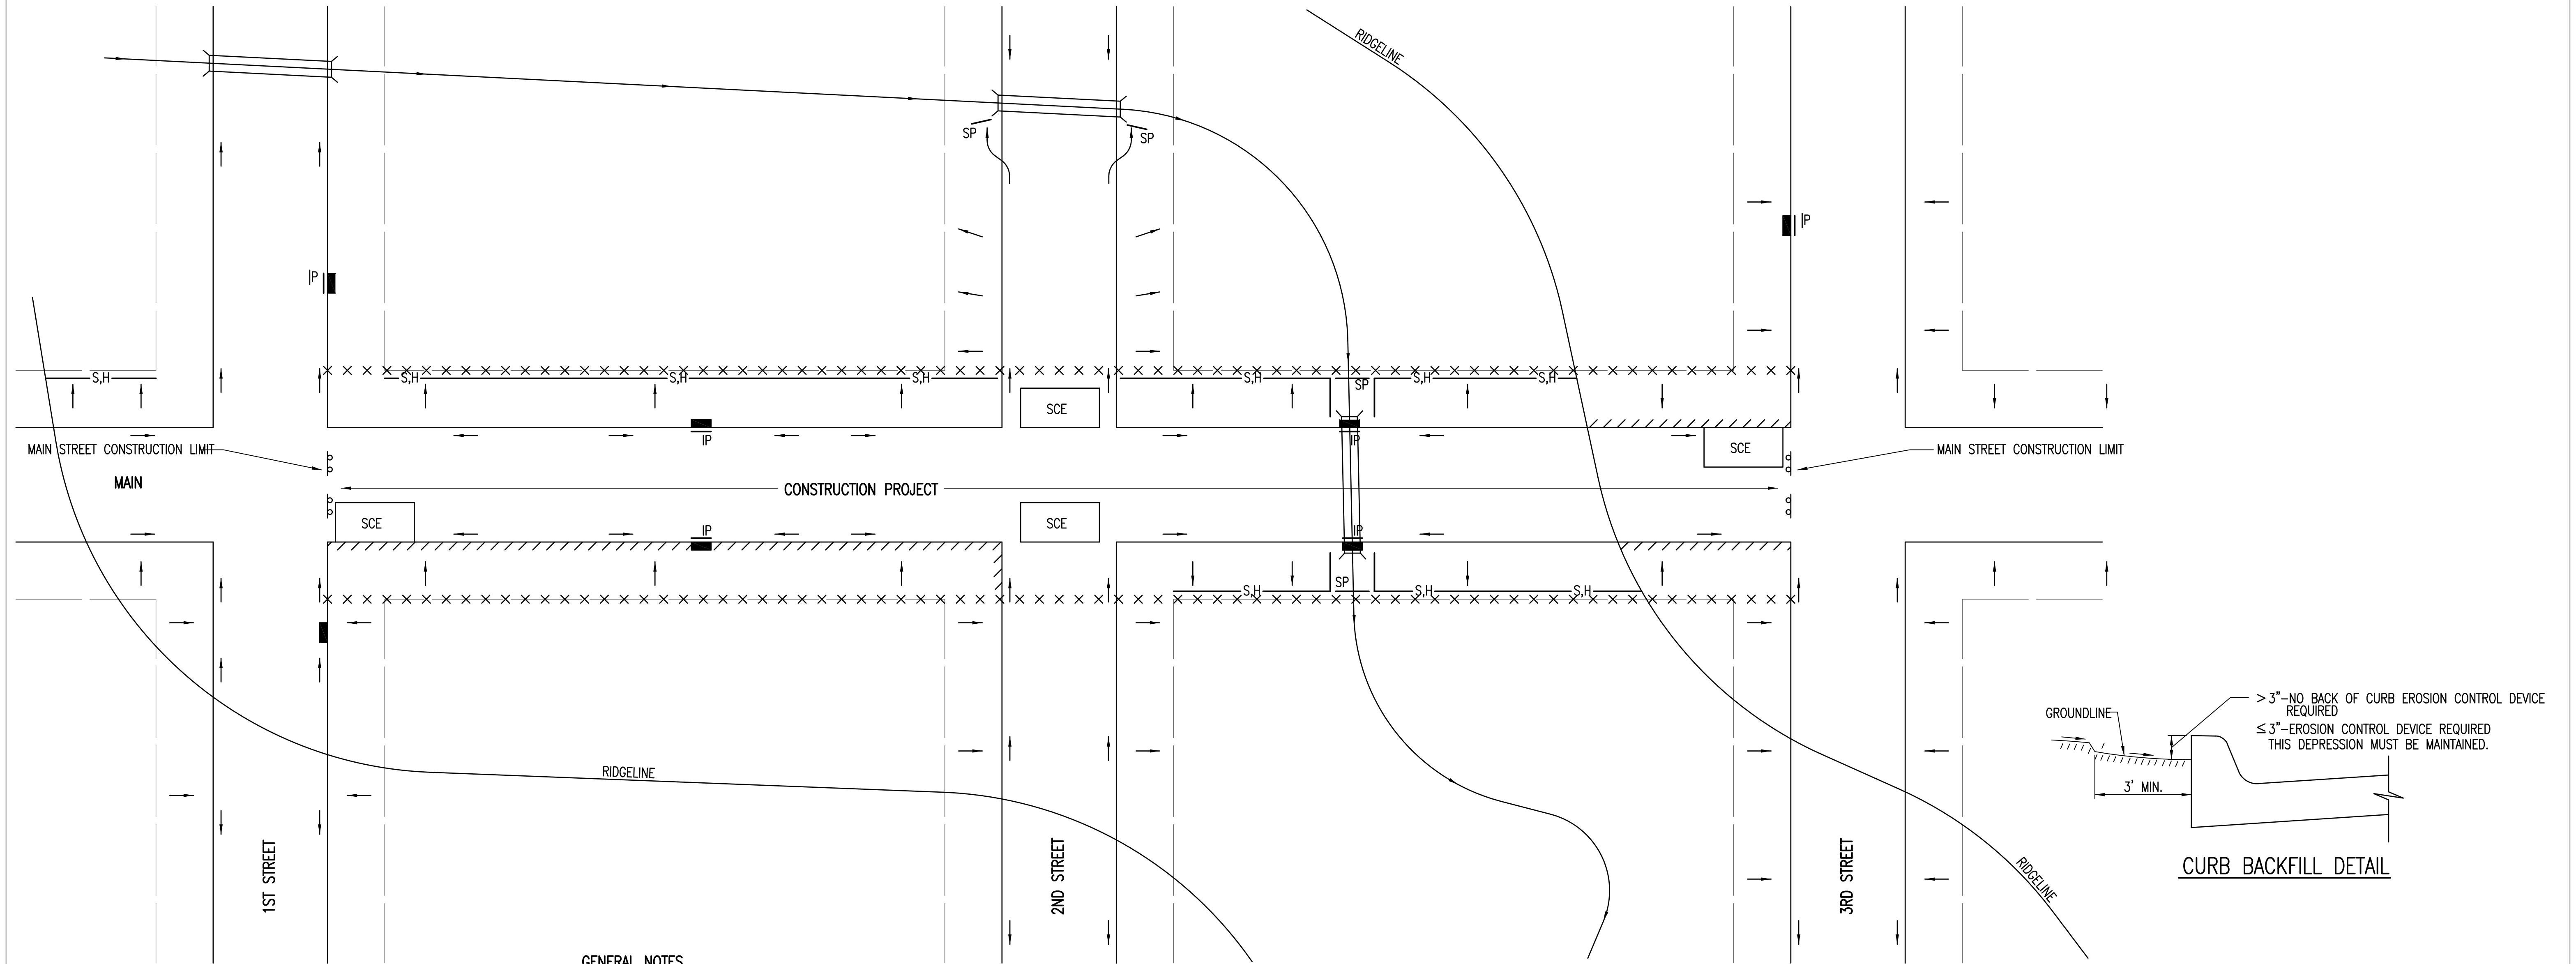 RIDGELINE
SP
SP
IP
IP
S,H
S,H
S,H
S,H
S,H
SP
S,H
S,H
SCE
IP
IP
SCE
MAIN STREET CONSTRUCTION LIMIT
MAIN STREET CONSTRUCTION LIMIT
MAIN
CONSTRUCTION PROJECT
SCE
SCE
IP
IP
SP
S,H
S,H
S,H
RIDGELINE
1ST STREET
2ND STREET
3RD STREET
RIDGELINE
GROUNDLINE
> 3"-NO BACK OF CURB EROSION CONTROL DEVICE
REQUIRED
≤ 3"-EROSION CONTROL DEVICE REQUIRED
THIS DEPRESSION MUST BE MAINTAINED.
3' MIN.
CURB BACKFILL DETAIL
GENERAL NOTES